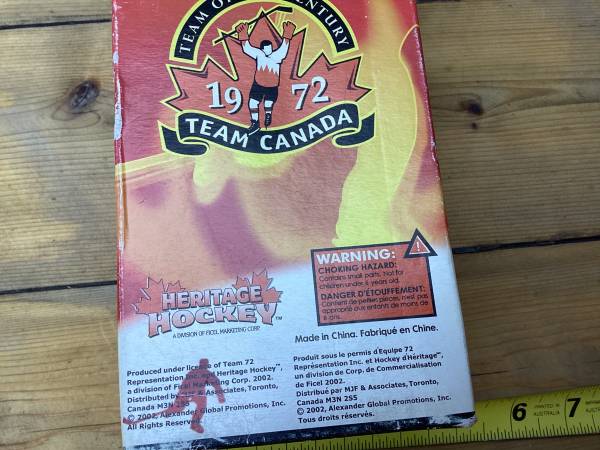 TEAM OF THE CENTURY
19 72
TEAM CANADA
WARNING:
CHOKING HAZARD:
Contains small parts. Not for
children under 8 years old.
DANGER D'ÉTOUFFEMENT:
Contient de petites pièces, n'est pas
approprié aux enfants de moins de
8 ans.
HERITAGE
HOCKEY™
A DIVISION OF FICEL MARKETING CORP.
Made in China. Fabriqué en Chine.
Produced under licence of Team 72
Representation Inc. and Heritage Hockey™,
a division of Ficel Marketing Corp. 2002.
Distributed by MJF & Associates, Toronto,
Canada M3N 2S5
© 2002, Alexander Global Promotions, Inc.
All Rights Reserved.
Produit sous le permis d'Equipe 72
Représentation Inc. et Hockey d'Héritage™,
un division de Corp. de Commercialisation
de Ficel 2002.
Distribué par MJF & Associates, Toronto,
Canada M3N 2S5
© 2002, Alexander Global Promotions, Inc.
Tous droits réservés.
6 7